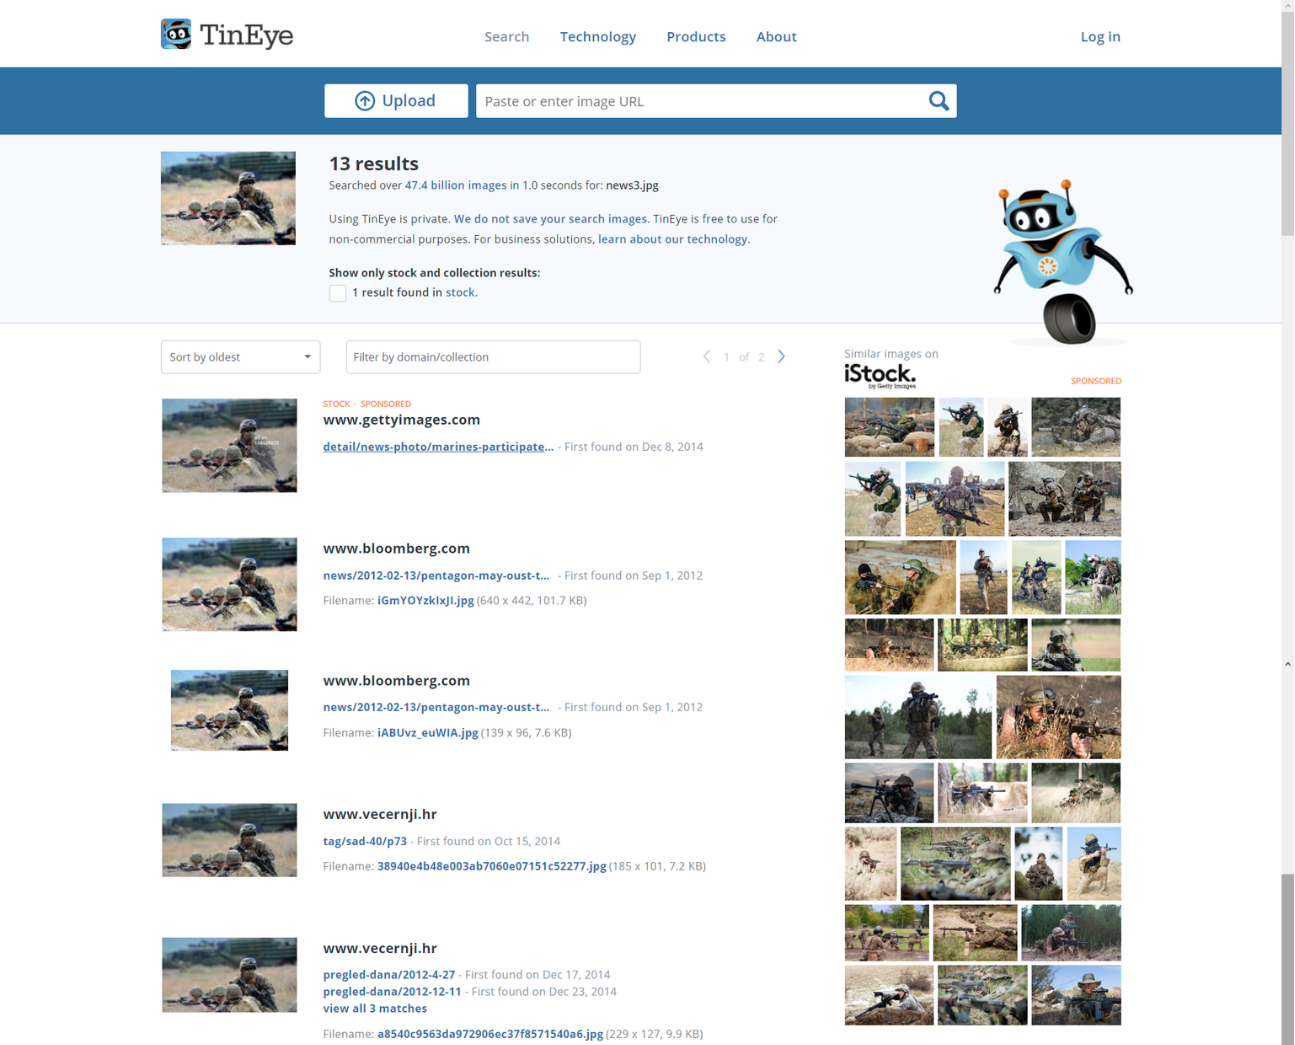 TinEye
Search Technology Products About Log in
Upload Paste or enter image URL
13 results
Searched over 47.4 billion images in 1.0 seconds for: news3.jpg
Using TinEye is private. We do not save your search images. TinEye is free to use for
non-commercial purposes. For business solutions, learn about our technology.
Show only stock and collection results:
1 result found in stock.
Sort by oldest Filter by domain/collection 1 of 2
Similar images on
iStock.
by Getty Images
SPONSORED
STOCK · SPONSORED
www.gettyimages.com
detail/news-photo/marines-participate... - First found on Dec 8, 2014
www.bloomberg.com
news/2012-02-13/pentagon-may-oust-t... - First found on Sep 1, 2012
Filename: iGmYOYzkIxJI.jpg (640 x 442, 101.7 KB)
www.bloomberg.com
news/2012-02-13/pentagon-may-oust-t... - First found on Sep 1, 2012
Filename: iABUvz_euWIA.jpg (139 x 96, 7.6 KB)
www.vecernji.hr
tag/sad-40/p73 - First found on Oct 15, 2014
Filename: 38940e4b48e003ab7060e07151c52277.jpg (185 x 101, 7.2 KB)
www.vecernji.hr
pregled-dana/2012-4-27 - First found on Dec 17, 2014
pregled-dana/2012-12-11 - First found on Dec 23, 2014
view all 3 matches
Filename: a8540c9563da972906ec37f8571540a6.jpg (229 x 127, 9.9 KB)